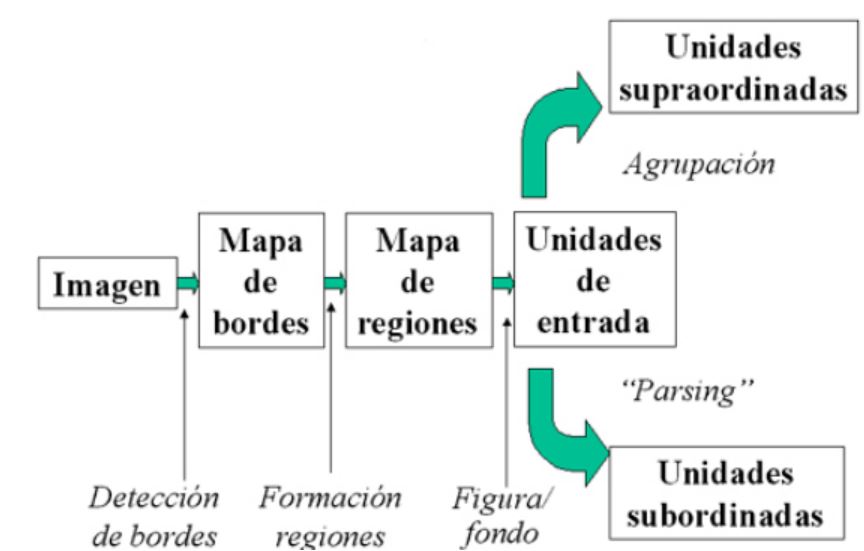 Unidades
supraordinadas
Agrupación
Imagen
Mapa
de
bordes
Mapa
de
regiones
Unidades
de
entrada
“Parsing”
Unidades
subordinadas
Detección
de bordes
Formación
regiones
Figura/
fondo